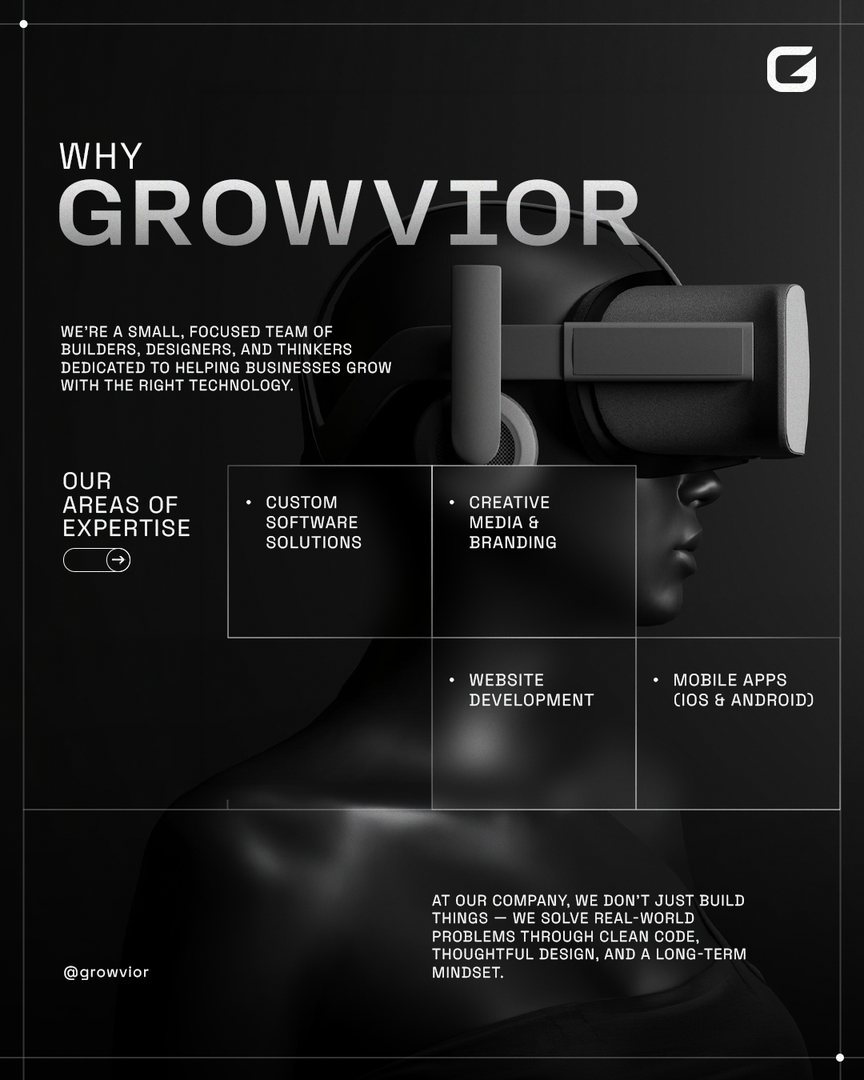 WHY
GROWVIOR
WE'RE A SMALL, FOCUSED TEAM OF
BUILDERS, DESIGNERS, AND THINKERS
DEDICATED TO HELPING BUSINESSES GROW
WITH THE RIGHT TECHNOLOGY.
OUR
AREAS OF
EXPERTISE
• CUSTOM
SOFTWARE
SOLUTIONS
• CREATIVE
MEDIA &
BRANDING
• WEBSITE
DEVELOPMENT
• MOBILE APPS
(IOS & ANDROID)
AT OUR COMPANY, WE DON'T JUST BUILD
THINGS — WE SOLVE REAL-WORLD
PROBLEMS THROUGH CLEAN CODE,
THOUGHTFUL DESIGN, AND A LONG-TERM
MINDSET.
@growvior